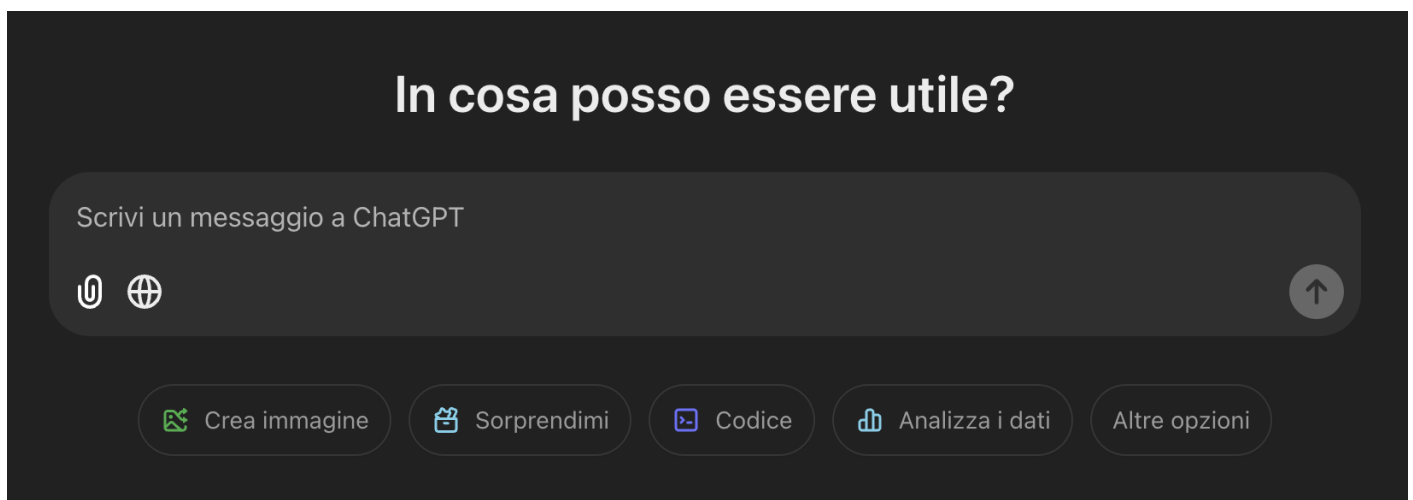 In cosa posso essere utile?
Scrivi un messaggio a ChatGPT
Crea immagine
Sorprendimi
Codice
Analizza i dati
Altre opzioni